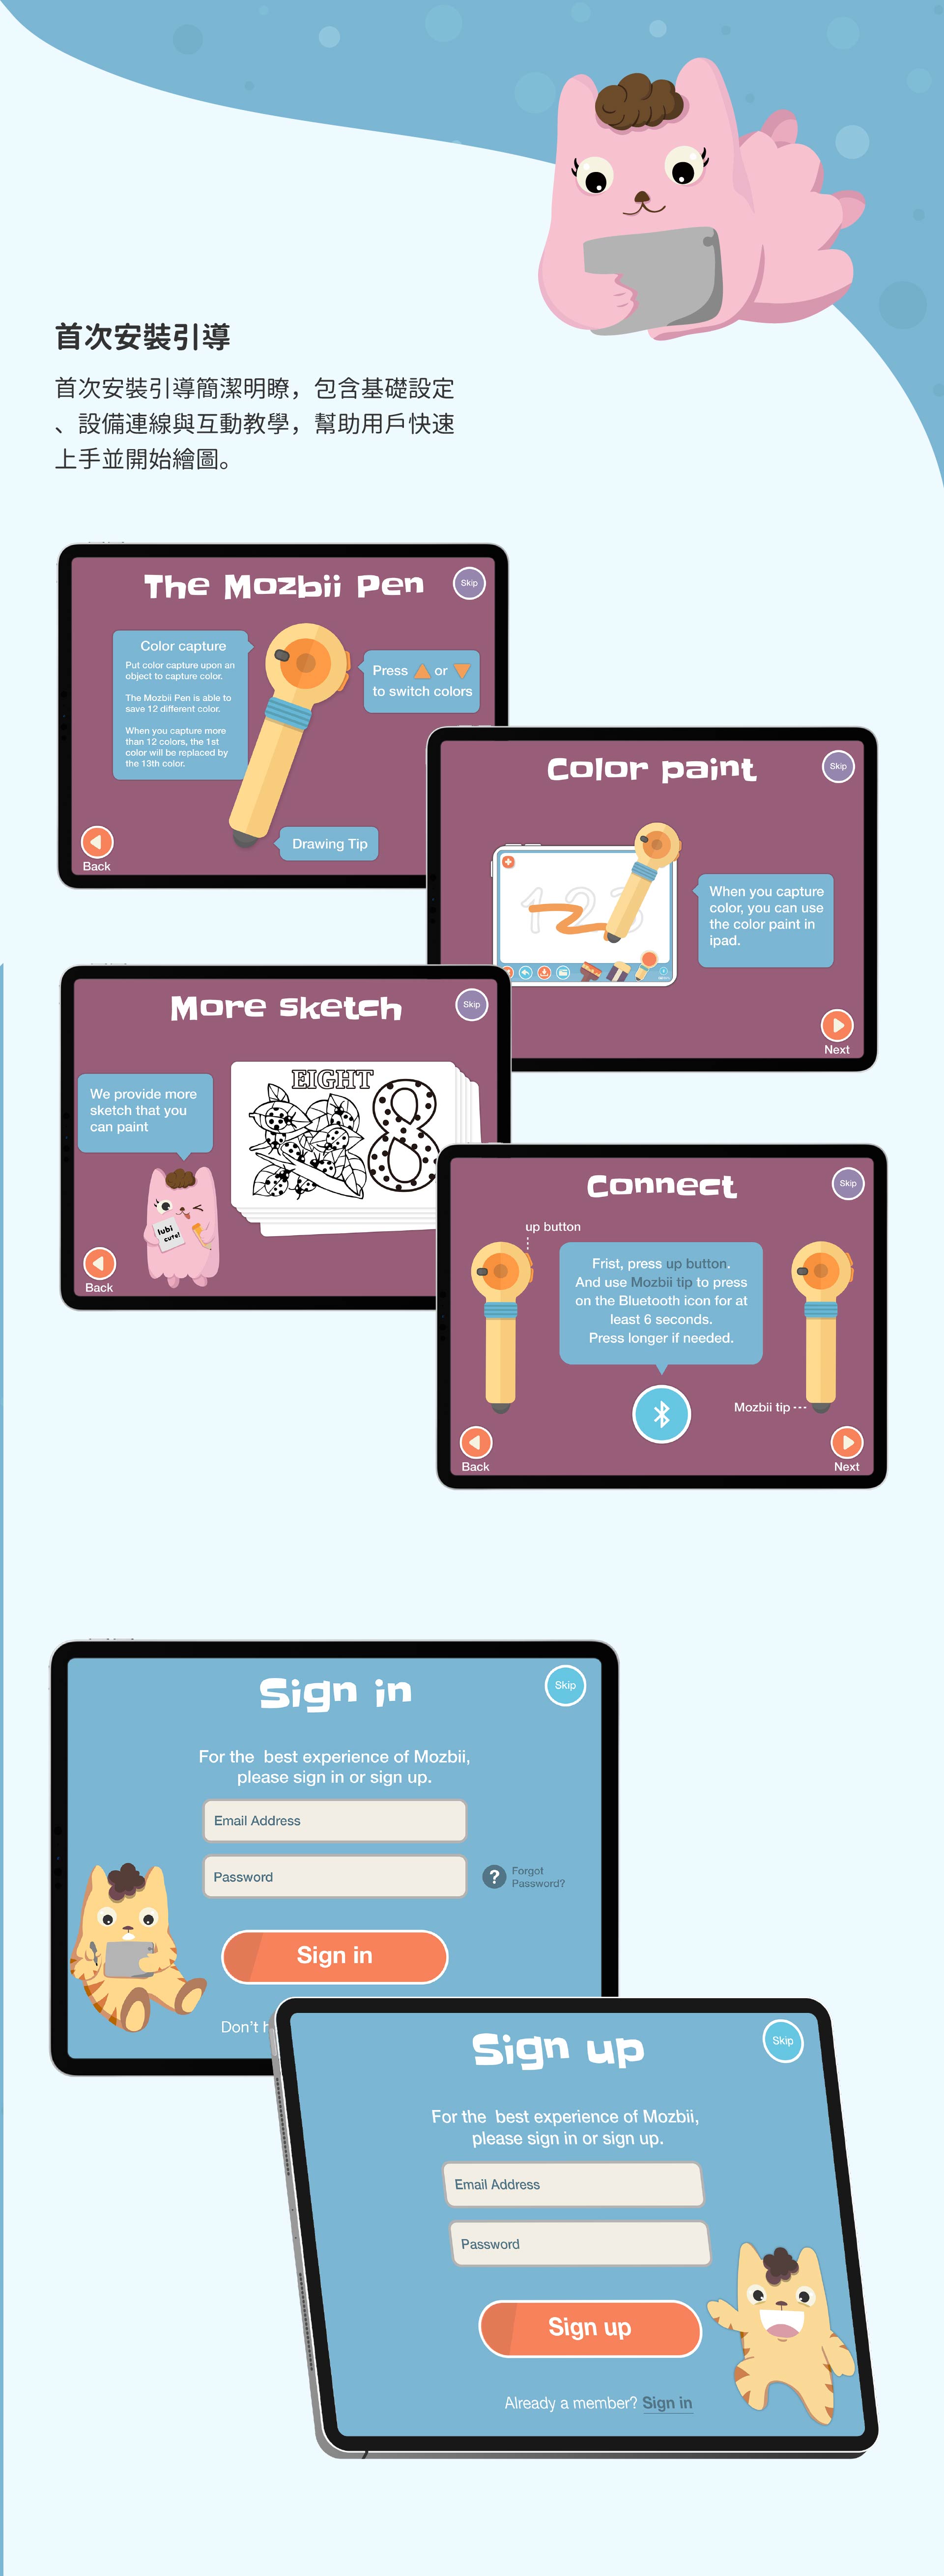 首次安裝引導
首次安裝引導簡潔明瞭，包含基礎設定
、設備連線與互動教學，幫助用戶快速
上手並開始繪圖。
The Mozbii Pen
Skip
Color capture
Put color capture upon an
object to capture color.
The Mozbii Pen is able to
save 12 different color.
When you capture more
than 12 colors, the 1st
color will be replaced by
the 13th color.
Press ▲ or ▼
to switch colors
Drawing Tip
Back
Color paint
Skip
1 2 3
When you capture
color, you can use
the color paint in
ipad.
Next
More sketch
Skip
We provide more
sketch that you
can paint
EIGHT
8
lubi
cute!
Back
Connect
Skip
up button
Frist, press up button.
And use Mozbii tip to press
on the Bluetooth icon for at
least 6 seconds.
Press longer if needed.
Mozbii tip
Back
Next
Sign in
Skip
For the best experience of Mozbii,
please sign in or sign up.
Email Address
Password
?
Forgot
Password?
Sign in
Don't h
Sign up
Skip
For the best experience of Mozbii,
please sign in or sign up.
Email Address
Password
Sign up
Already a member? Sign in